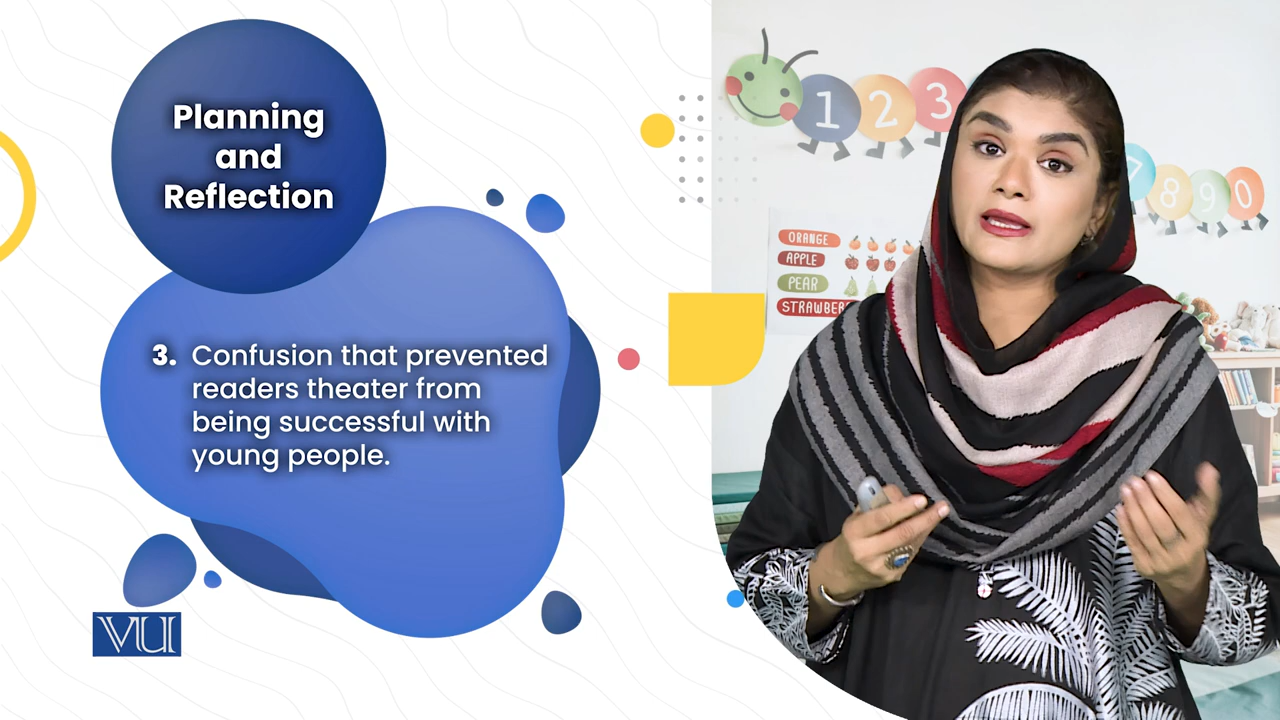 Planning
and
Reflection
3. Confusion that prevented
readers theater from
being successful with
young people.
VU
1 2 3
7 8 9 0
ORANGE
APPLE
PEAR